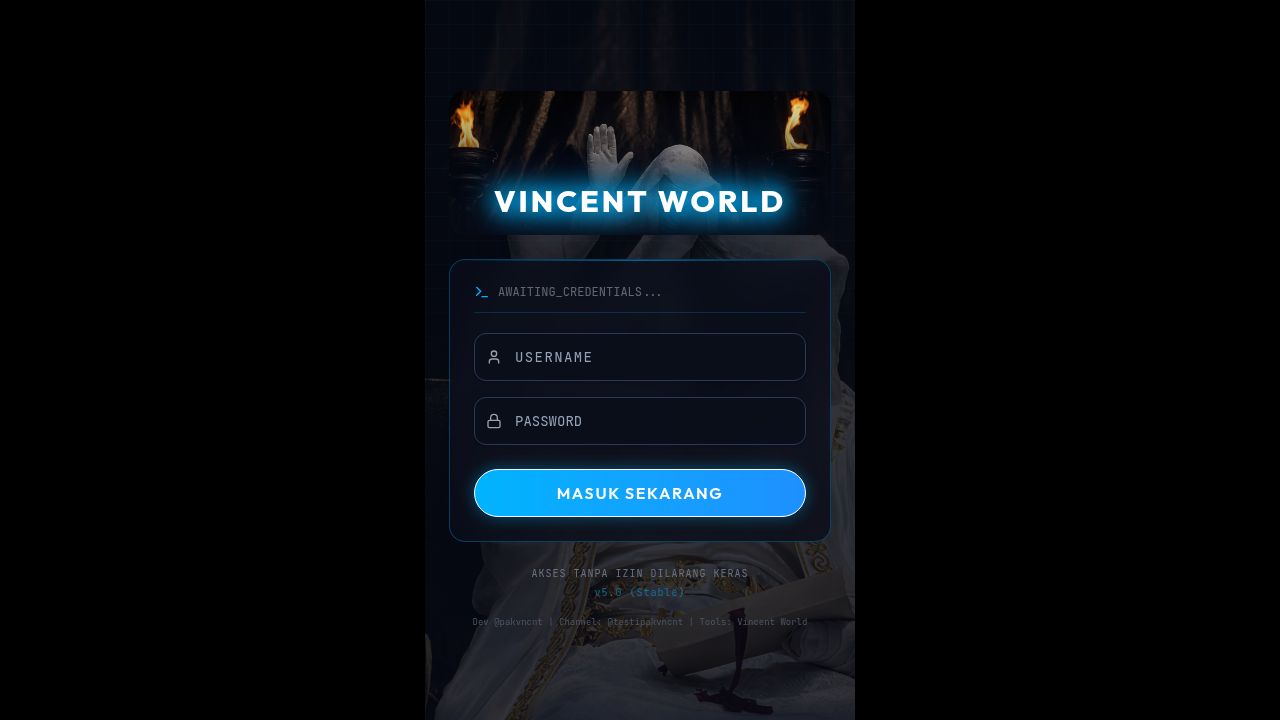 VINCENT WORLD
AWAITING_CREDENTIALS...
USERNAME
PASSWORD
MASUK SEKARANG
AKSES TANPA IZIN DILARANG KERAS
v5.0 (Stable)
Dev @pakvncnt | Channel: @testipakvncnt | Tools: Vincent World